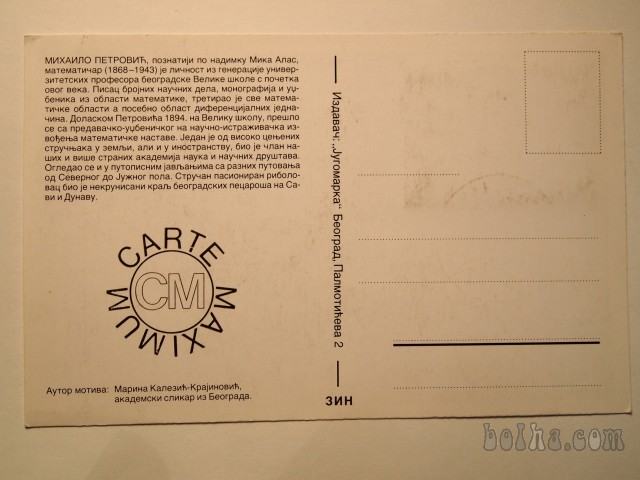 МИХАИЛО ПЕТРОВИЋ, познатији по надимку Мика Алас,
математичар (1868–1943) је личност из генерације универ-
зитетских професора београдске Велике школе с почетка
овог века. Писац бројних научних дела, монографија и уџ-
беника из области математике, третирао је све матема-
тичке области а посебно област диференцијалних једна-
чина. Доласком Петровића 1894. на Велику школу, прешло
се са предавачко-уџбеничког на научно-истраживачка из-
вођења математичке наставе. Један је од високо цењених
стручњака у земљи, али и у иностранству, био је члан на-
ших и више страних академија наука и научних друштава.
Огледао се и у путописним јављањима са разних путовања
од Северног до Јужног пола. Стручан пасионирани риболо-
вац био је некрунисани краљ београдских пецароша на Са-
ви и Дунаву.
CARTE MAXIMUM
CM
Аутор мотива: Марина Калезић-Крајиновић,
академски сликар из Београда.
Издавач: „Југомарка“ Београд, Палмотићева 2
ЗИН
bolha.com